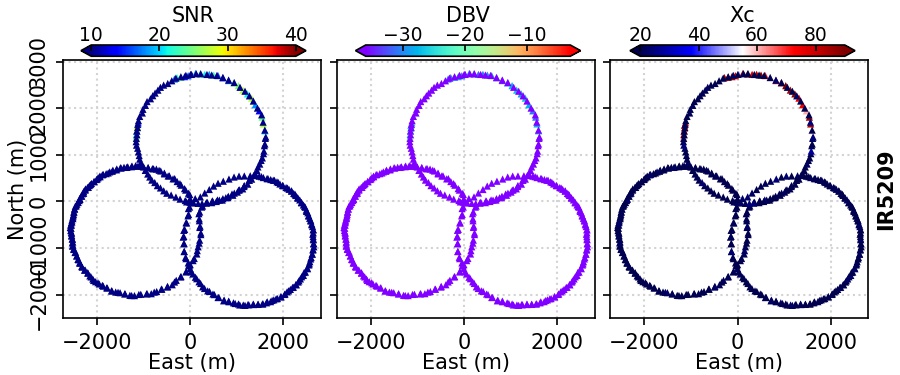 SNR
DBV
Xc
10 20 30 40
−30 −20 −10
20 40 60 80
North (m)
3000
2000
1000
0
−1000
−2000
IR5209
−2000 0 2000
−2000 0 2000
−2000 0 2000
East (m)
East (m)
East (m)